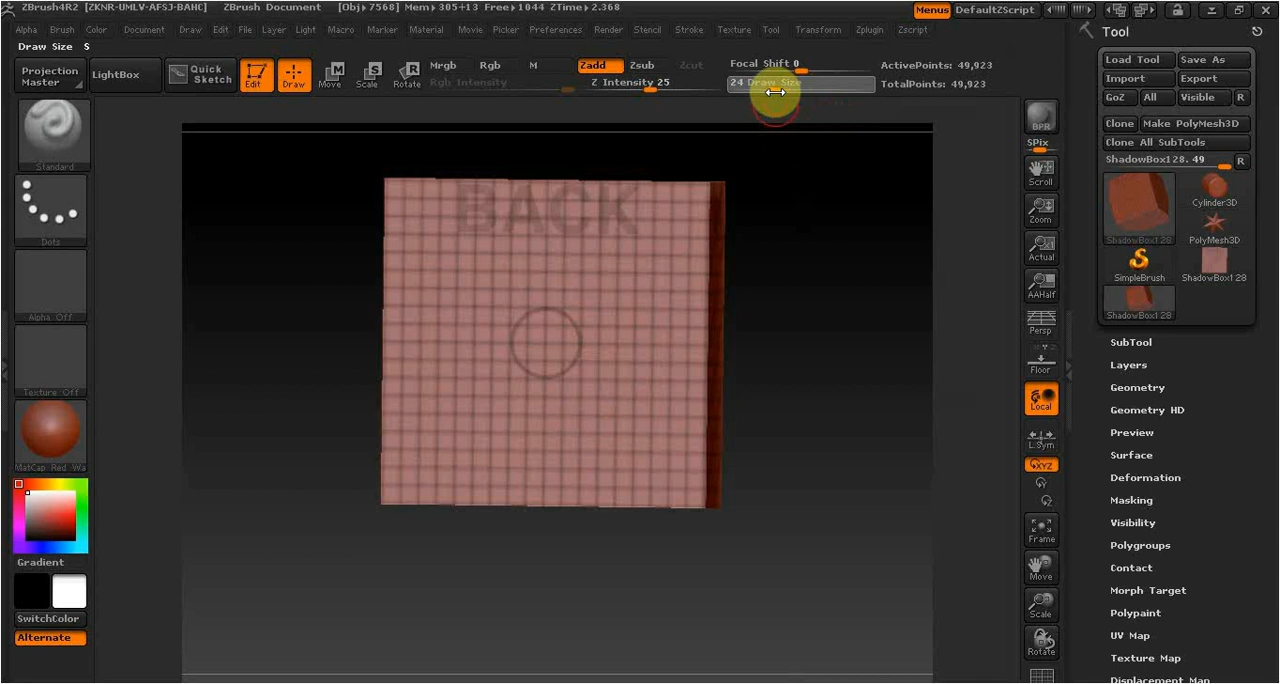 ZBrush4R2 [ZKNR-UMLV-AFSJ-BAHC] ZBrush Document [Obj▸7568] Mem▸305+13 Free▸1044 ZTime▸2.368 Menus DefaultZScript
Alpha Brush Color Document Draw Edit File Layer Light Macro Marker Material Movie Picker Preferences Render Stencil Stroke Texture Tool Transform Zplugin Zscript
Tool
Draw Size S
Projection Master
LightBox
Quick Sketch
Edit
Draw
Move
Scale
Rotate
Mrgb Rgb M
Rgb Intensity
Zadd Zsub Zcut
Z Intensity 25
Focal Shift 0
24 Draw Size
ActivePoints: 49,923
TotalPoints: 49,923
Standard
Dots
Alpha Off
Texture Off
MatCap Red Wa
Gradient
SwitchColor
Alternate
BACK
BPR
SPix
Scroll
Zoom
Actual
AAHalf
Persp
Floor
Local
L.Sym
XYZ
Y
Z
Frame
Move
Scale
Rotate
Load Tool Save As
Import Export
GoZ All Visible R
Clone Make PolyMesh3D
Clone All SubTools
ShadowBox128. 49 R
ShadowBox128
Cylinder3D
PolyMesh3D
SimpleBrush
ShadowBox128
ShadowBox128
SubTool
Layers
Geometry
Geometry HD
Preview
Surface
Deformation
Masking
Visibility
Polygroups
Contact
Morph Target
Polypaint
UV Map
Texture Map
Displacement Map